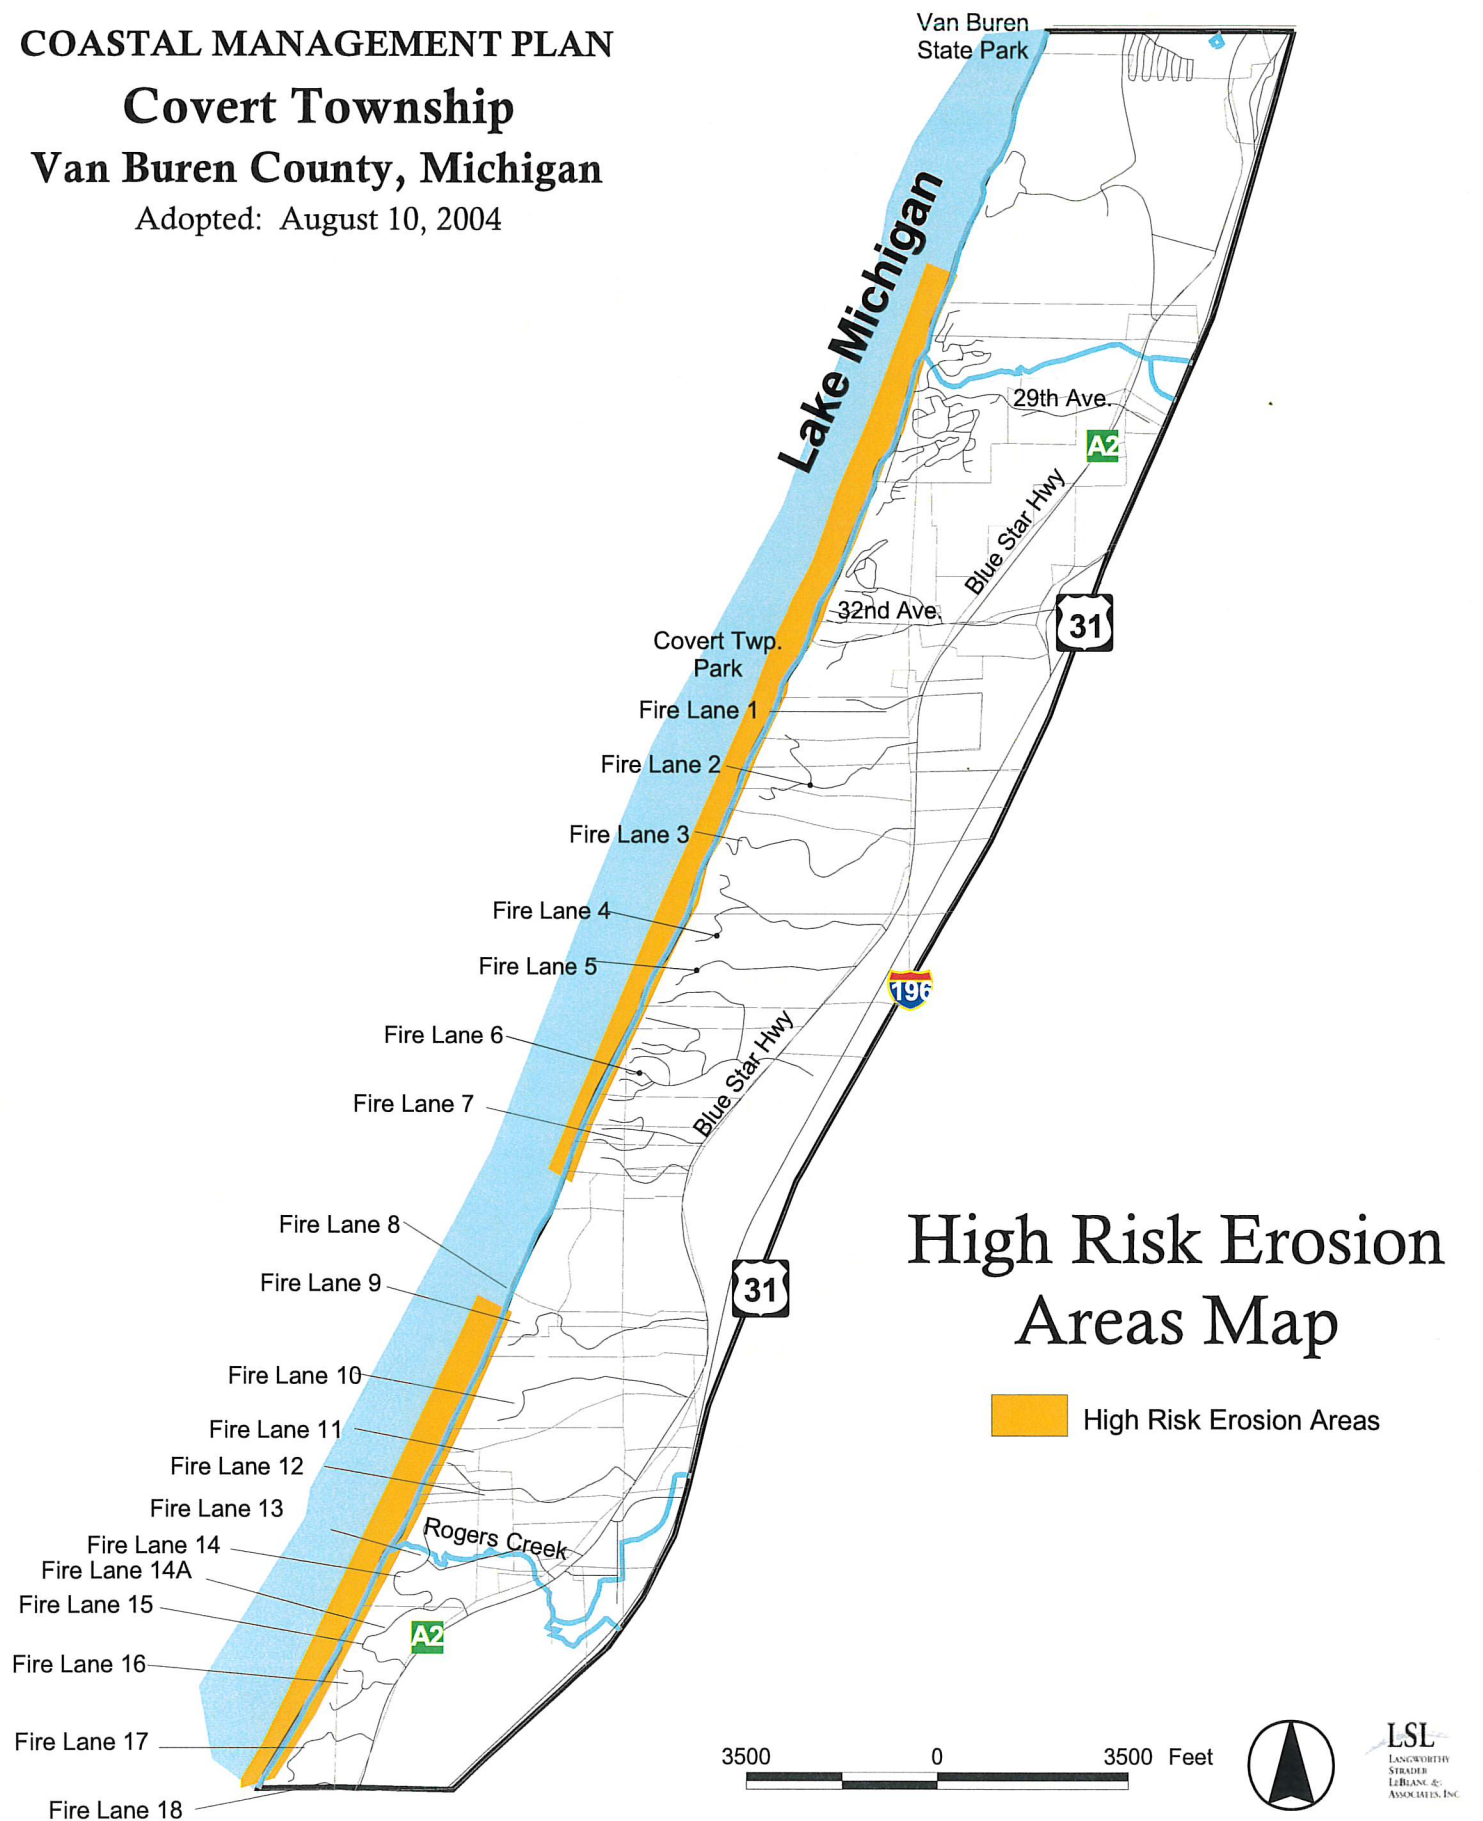 COASTAL MANAGEMENT PLAN
Covert Township
Van Buren County, Michigan
Adopted: August 10, 2004
Van Buren
State Park
Lake Michigan
29th Ave.
A2
Blue Star Hwy
32nd Ave.
31
Covert Twp.
Park
Fire Lane 1
Fire Lane 2
Fire Lane 3
Fire Lane 4
Fire Lane 5
196
Fire Lane 6
Blue Star Hwy
Fire Lane 7
Fire Lane 8
Fire Lane 9
31
High Risk Erosion
Areas Map
High Risk Erosion Areas
Fire Lane 10
Fire Lane 11
Fire Lane 12
Fire Lane 13
Rogers Creek
Fire Lane 14
Fire Lane 14A
Fire Lane 15
A2
Fire Lane 16
Fire Lane 17
Fire Lane 18
3500 0 3500 Feet
LSL
LANGWORTHY
STRADER
LEBLANC &
ASSOCIATES, INC